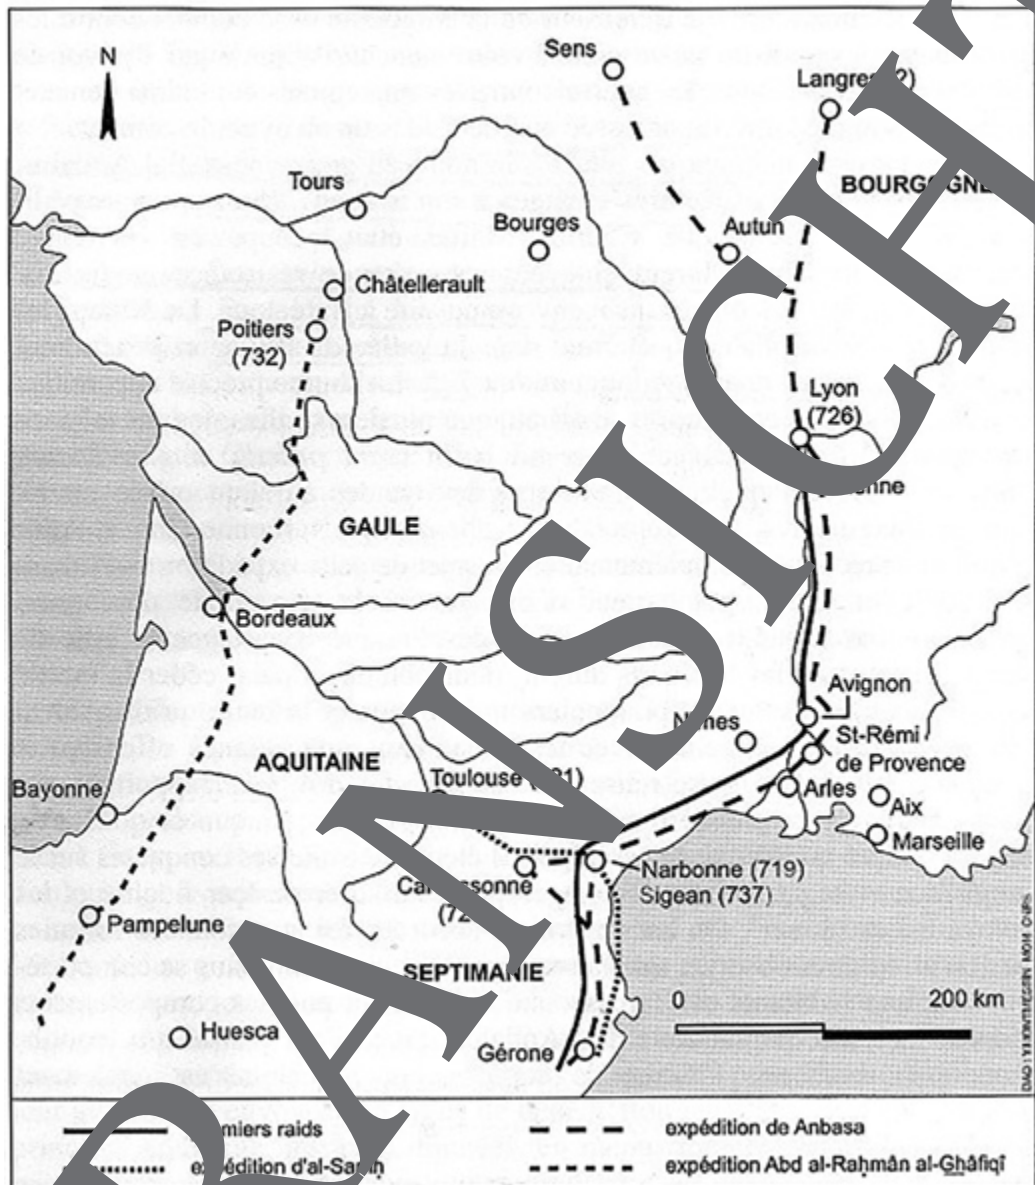 N
Sens
BOURGOGNE
Tours
Bourges
Autun
Châtellerault
Poitiers
(732)
Lyon
(726)
GAULE
Bordeaux
Avignon
Nîmes
St-Rémi
de Provence
AQUITAINE
Toulouse
Bayonne
Arles
Aix
Marseille
Carcassonne
Narbonne (719)
Sigean (737)
Pampelune
SEPTIMANIE
0 200 km
Huesca
Gérone
raids
expédition de Anbasa
expédition d'al-Samh
expédition Abd al-Raḥmân al-Ghâfiqî